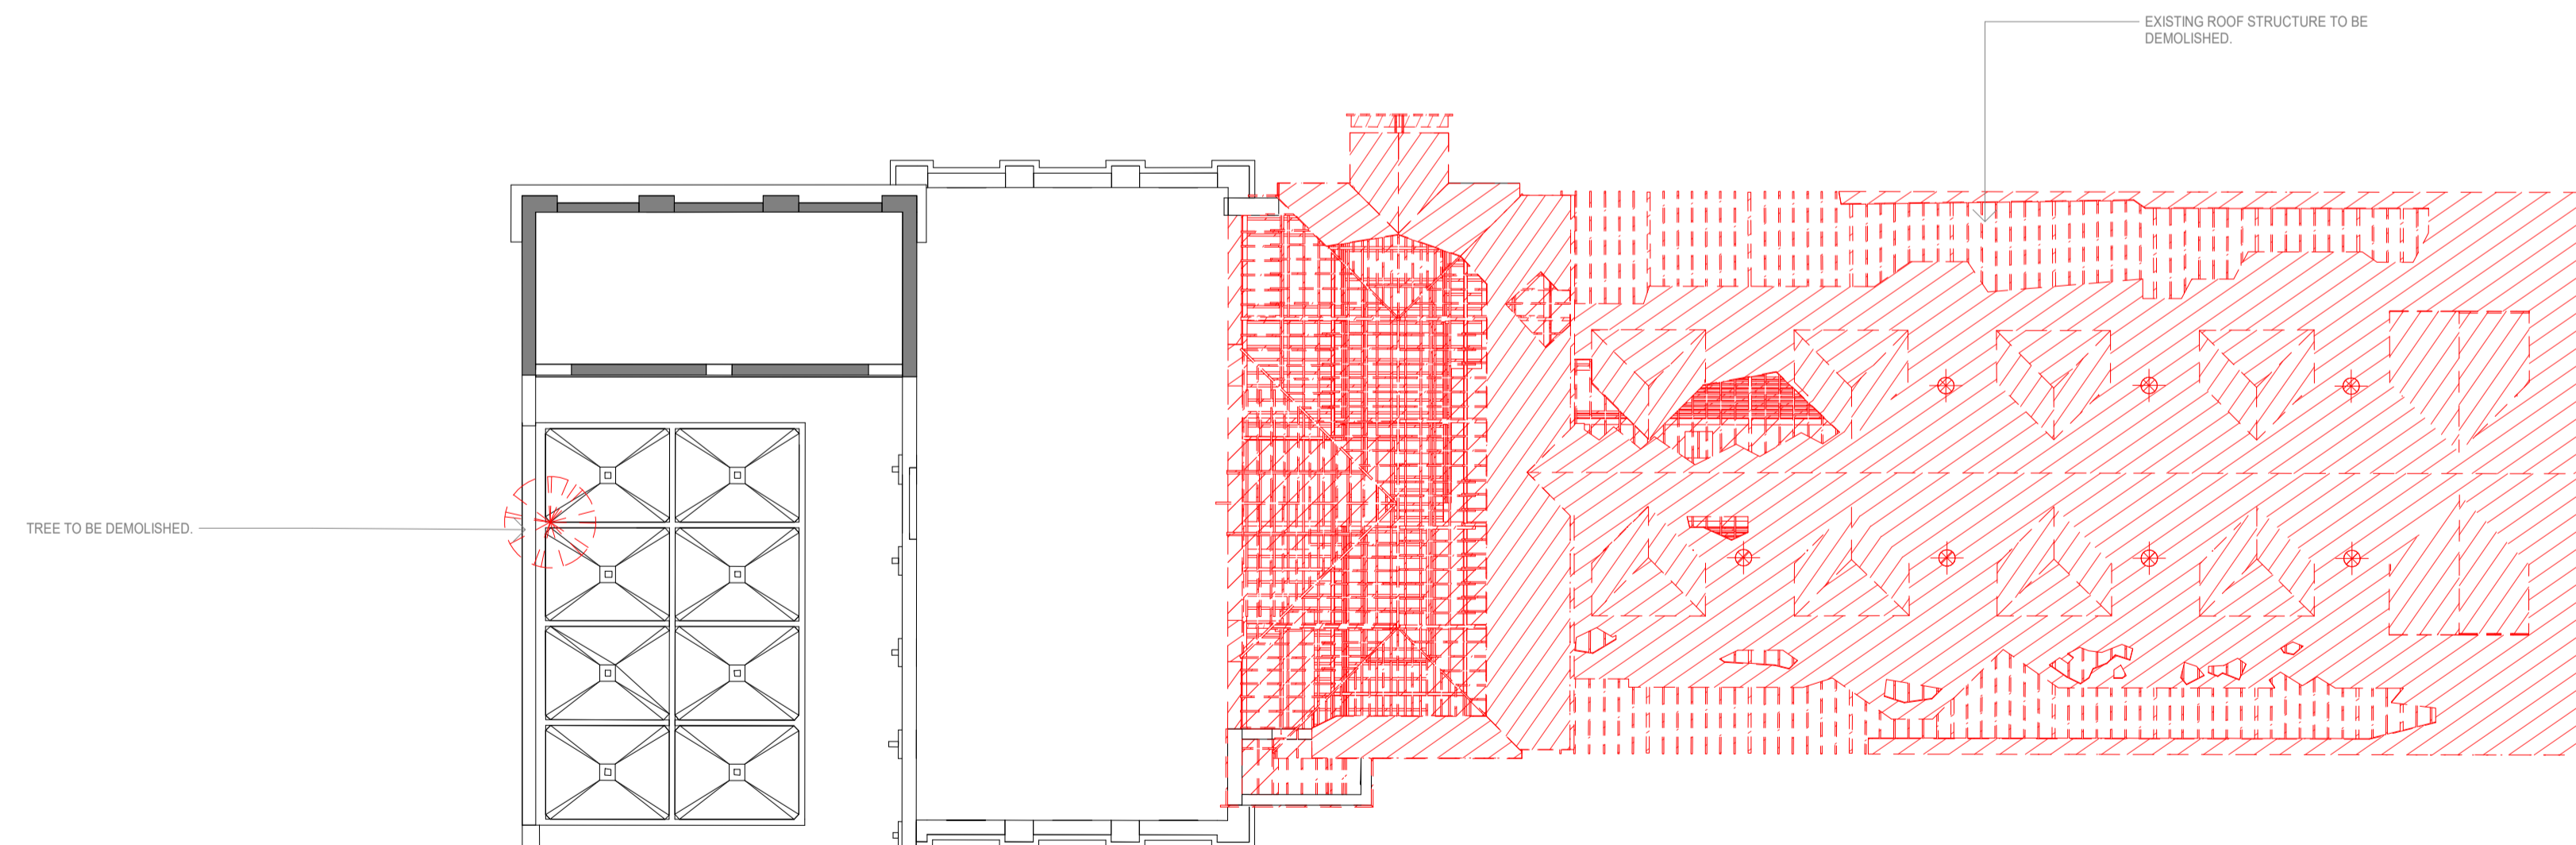 EXISTING ROOF STRUCTURE TO BE
DEMOLISHED.
TREE TO BE DEMOLISHED.